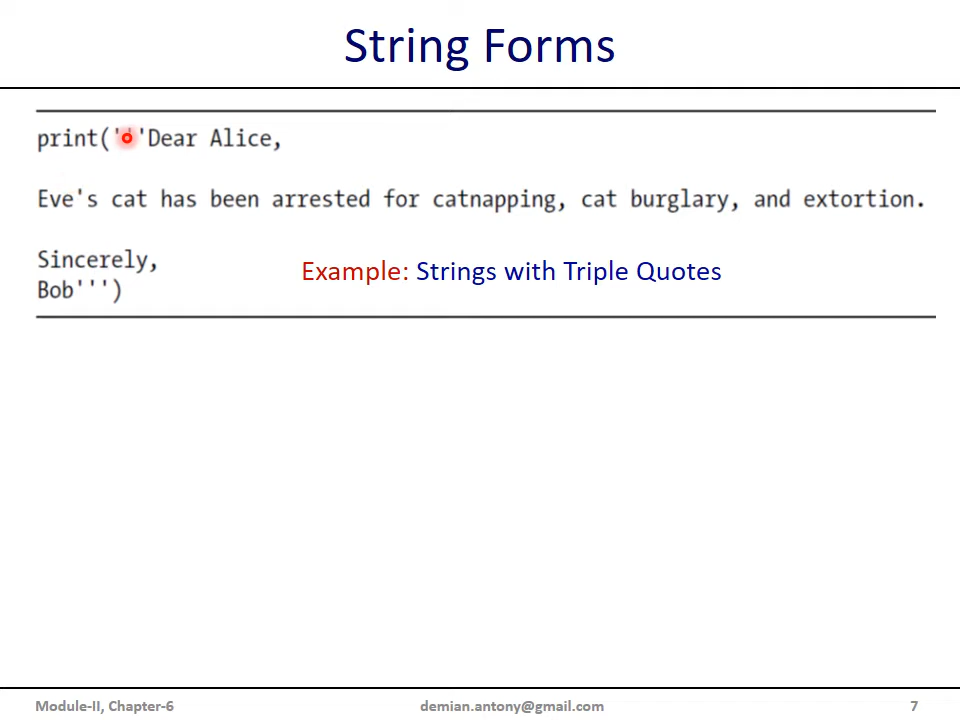 String Forms
print('''Dear Alice,
Eve's cat has been arrested for catnapping, cat burglary, and extortion.
Sincerely,
Bob''')
Example: Strings with Triple Quotes
Module-II, Chapter-6
demian.antony@gmail.com
7